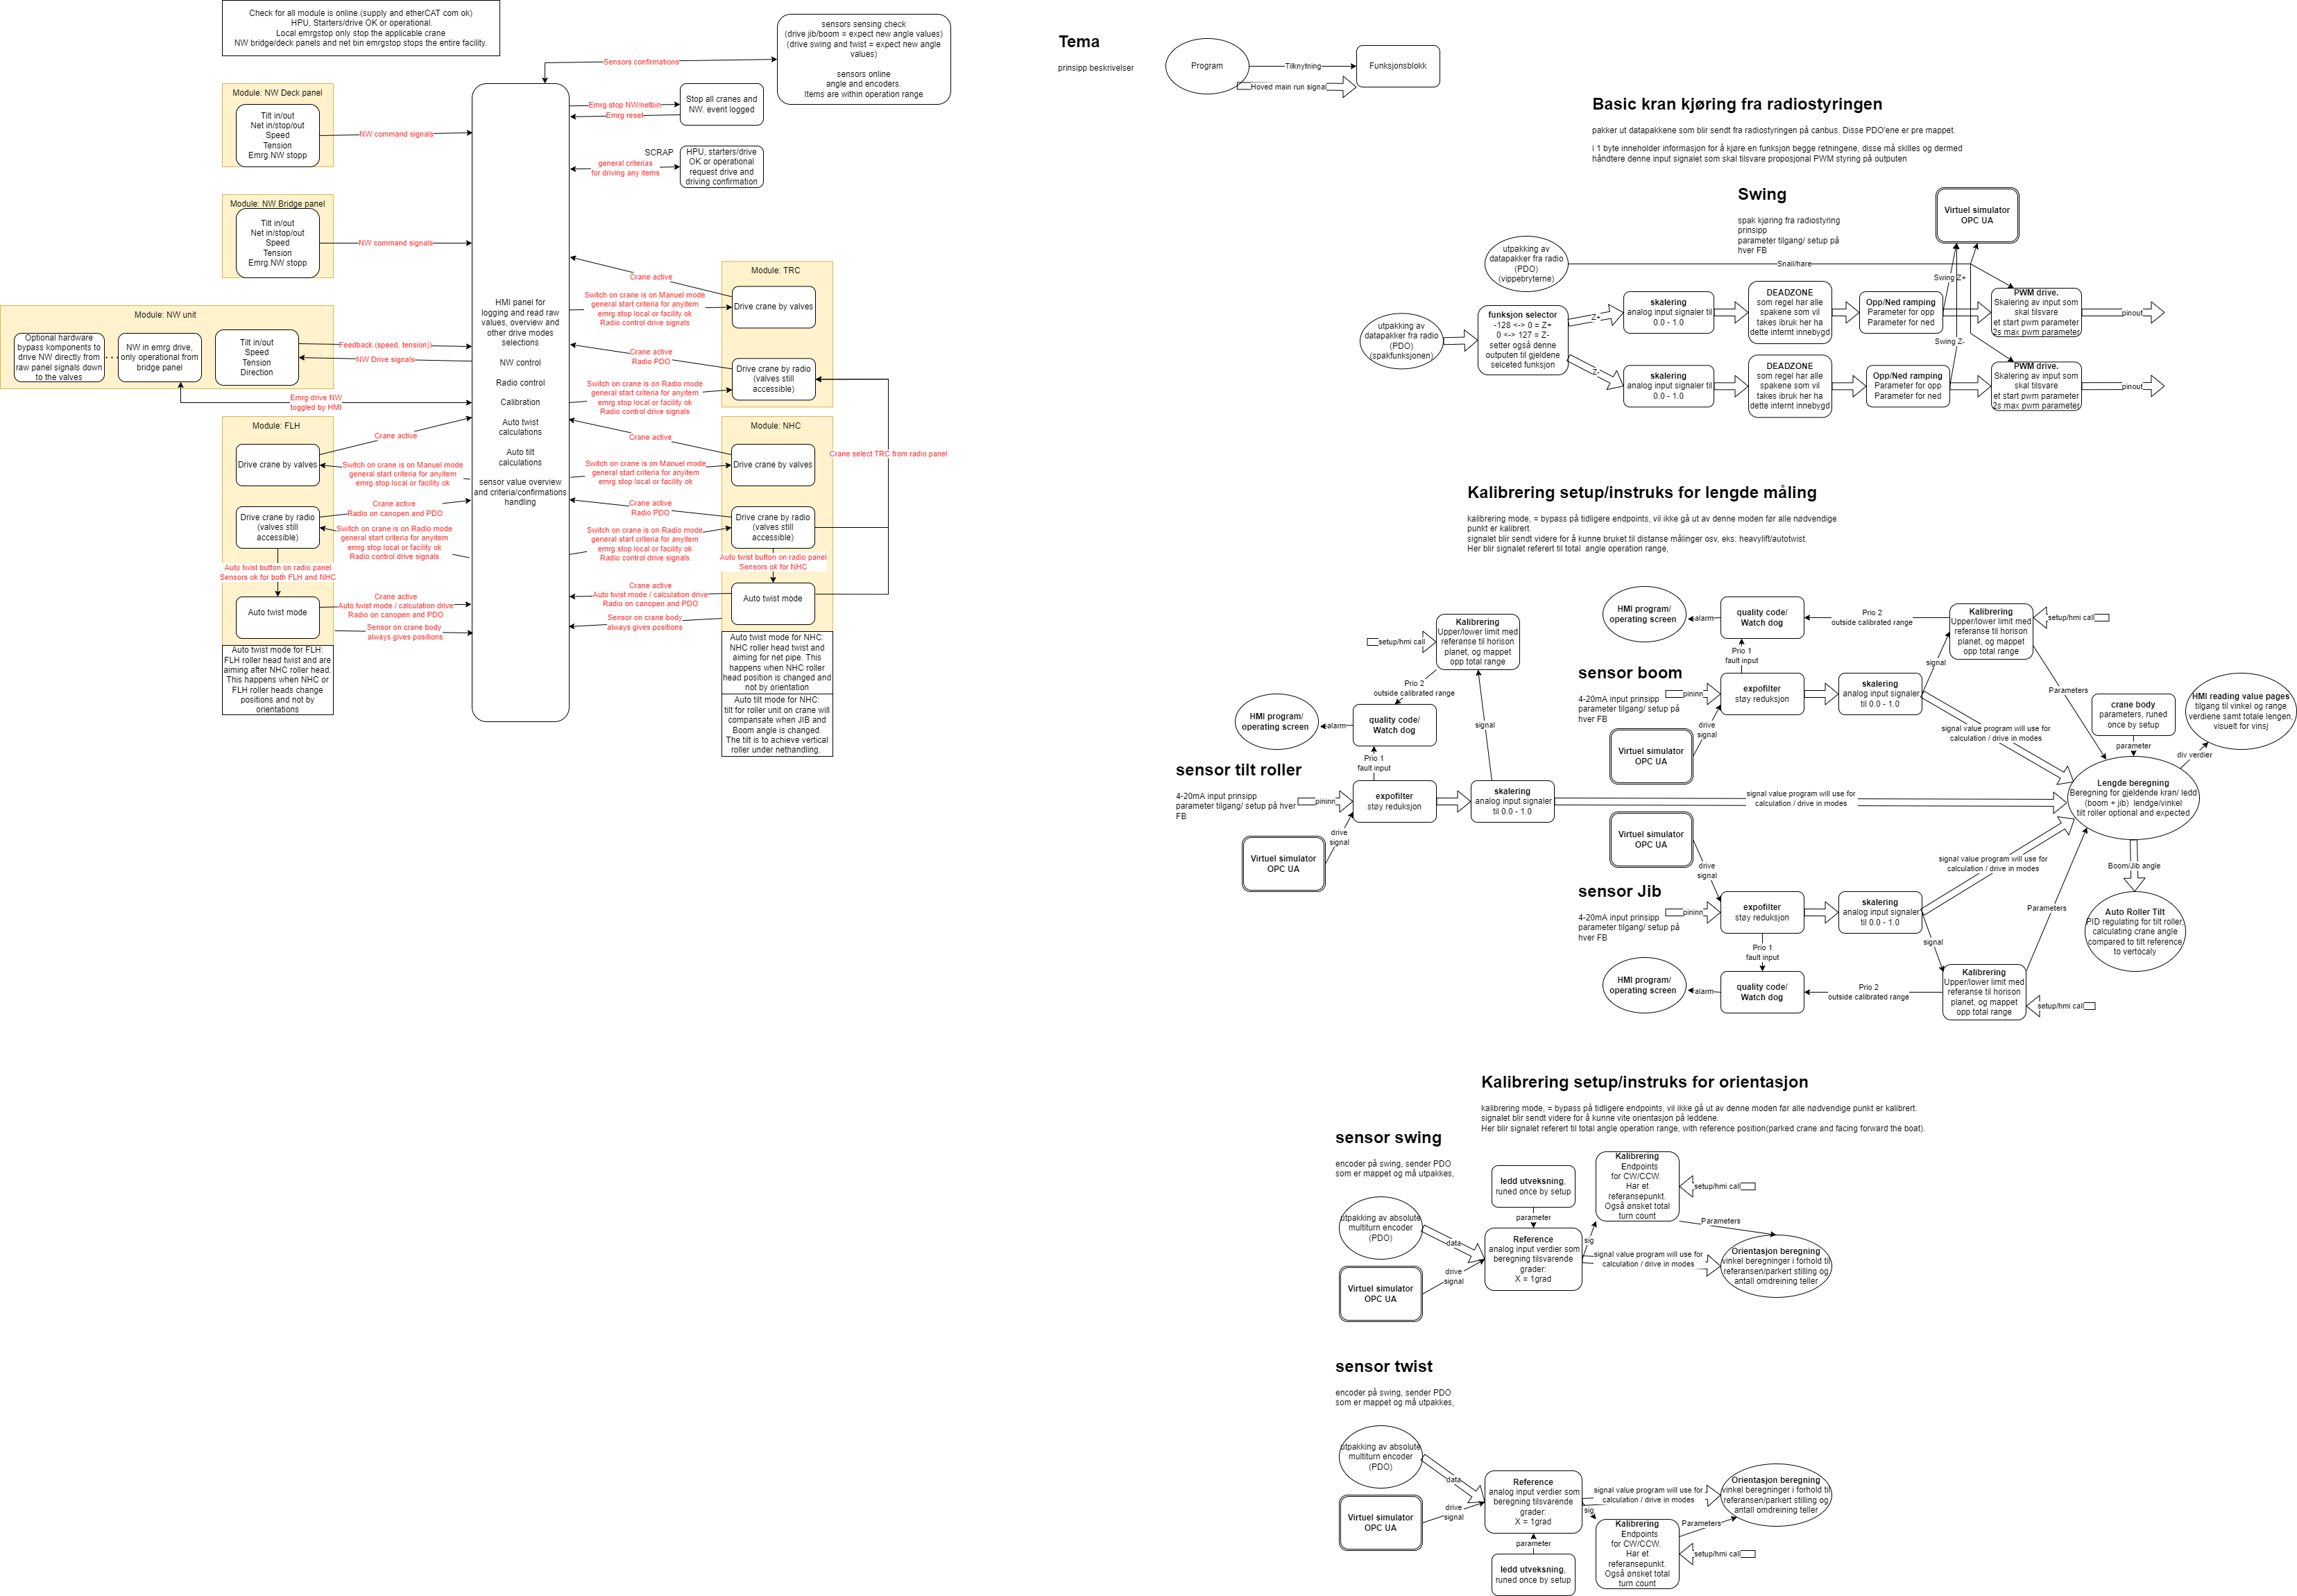 Check for all module is online.(supply and etherCAT com ok)
HPU, Starters/drive OK or operational.
Local emrgstop only stop the applicable crane
NW bridge/deck panels and net bin emrgstop stops the entire facility.
sensors sensing check
(drive jib/boom = expect new angle values)
(drive swing and twist = expect new angle
values)
sensors online
angle and encoders.
Items are within operation range
Sensors confirmations
Module: NW Deck panel
Tilt in/out
Net in/stop/out
Speed
Tension
Emrg.NW stopp
NW command signals
Emrg.stop NW/netbin
Emrg reset
Stop all cranes and
NW. event logged
SCRAP
general criterias
for driving any items
HPU, starters/drive
OK or operational
request drive and
driving confirmation
Module: NW Bridge panel
Tilt in/out
Net in/stop/out
Speed
Tension
Emrg.NW stopp
NW command signals
Module: NW unit
Optional hardware
bypass komponents to
drive NW directly from
raw panel signals down
to the valves
NW in emrg drive,
only operational from
bridge panel
Tilt in/out
Speed
Tension
Direction
Feedback (speed, tension))
NW Drive signals
Emrg drive NW
toggled by HMI
HMI panel for
logging and read raw
values, overview and
other drive modes
selections
NW control
Radio control
Calibration
Auto twist
calculations
Auto tilt
calculations
sensor value overview
and criteria/confirmations
handling
Module: TRC
Drive crane by valves
Crane active
Switch on crane is on Manuel mode
general start criteria for anyitem
emrg.stop local or facility ok
Radio control drive signals
Drive crane by radio
(valves still
accessible)
Crane active
Radio PDO
Switch on crane is on Radio mode
general start criteria for anyitem
emrg.stop local or facility ok
Radio control drive signals
Module: FLH
Drive crane by valves
Crane active
Switch on crane is on Manuel mode
general start criteria for anyitem
emrg.stop local or facility ok
Drive crane by radio
(valves still
accessible)
Crane active
Radio on canopen and PDO
Switch on crane is on Radio mode
general start criteria for anyitem
emrg.stop local or facility ok
Radio control drive signals
Auto twist button on radio panel
Sensors ok for both FLH and NHC
Auto twist mode
Crane active
Auto twist mode / calculation drive
Radio on canopen and PDO
Sensor on crane body
always gives positions
Auto twist mode for FLH:
FLH roller head twist and are
aiming after NHC roller head.
This happens when NHC or
FLH roller heads change
positions and not by
orientations
Module: NHC
Drive crane by valves
Crane active
Switch on crane is on Manuel mode
general start criteria for anyitem
emrg.stop local or facility ok
Crane select TRC from radio panel
Drive crane by radio
(valves still
accessible)
Crane active
Radio PDO
Switch on crane is on Radio mode
general start criteria for anyitem
emrg.stop local or facility ok
Radio control drive signals
Auto twist button on radio panel
Sensors ok for NHC
Auto twist mode
Crane active
Auto twist mode / calculation drive
Radio on canopen and PDO
Sensor on crane body
always gives positions
Auto twist mode for NHC:
NHC roller head twist and
aiming for net pipe. This
happens when NHC roller
head position is changed and
not by orientation
Auto tilt mode for NHC:
tilt for roller unit on crane will
compansate when JIB and
Boom angle is changed.
The tilt is to achieve vertical
roller under nethandling.
Tema
prinsipp beskrivelser
Program
Tilknytning
Hoved main run signal
Funksjonsblokk
Basic kran kjøring fra radiostyringen
pakker ut datapakkene som blir sendt fra radiostyringen på canbus. Disse PDO'ene er pre mappet.
i 1 byte inneholder informasjon for å kjøre en funksjon begge retningene, disse må skilles og dermed
håndtere denne input signalet som skal tilsvare proposjonal PWM styring på outputen
Swing
spak kjøring fra radiostyring
prinsipp
parameter tilgang/ setup på
hver FB
Virtuel simulator
OPC UA
utpakking av
datapakker fra radio
(PDO)
(vippebryterne)
Snail/hare
utpakking av
datapakker fra radio
(PDO)
(spakfunksjonen)
funksjon selector
-128 <-> 0 = Z+
0 <-> 127 = Z-
setter også denne
outputen til gjeldene
selceted funksjon
Z+
Z-
skalering
analog input signaler til
0.0 - 1.0
DEADZONE
som regel har alle
spakene som vil
takes ibruk her ha
dette internt innebygd
Opp/Ned ramping
Parameter for opp
Parameter for ned
Swing Z+
Swing Z-
PWM drive.
Skalering av input som
skal tilsvare
et start pwm parameter
2s max pwm parameter
pinout
skalering
analog input signaler til
0.0 - 1.0
DEADZONE
som regel har alle
spakene som vil
takes ibruk her ha
dette internt innebygd
Opp/Ned ramping
Parameter for opp
Parameter for ned
PWM drive.
Skalering av input som
skal tilsvare
et start pwm parameter
2s max pwm parameter
pinout
Kalibrering setup/instruks for lengde måling
kalibrering mode, = bypass på tidligere endpoints, vil ikke gå ut av denne moden før alle nødvendige
punkt er kalibrert.
signalet blir sendt videre for å kunne bruket til distanse målinger osv, eks: heavylift/autotwist.
Her blir signalet referert til total  angle operation range,
HMI program/
operating screen
alarm
quality code/
Watch dog
Prio 2
outside calibrated range
Kalibrering
Upper/lower limit med
referanse til horison
planet, og mappet
opp total range
setup/hmi call
Prio 1
fault input
signal
sensor boom
4-20mA input prinsipp
parameter tilgang/ setup på
hver FB
pininn
expofilter
støy reduksjon
skalering
analog input signaler
til 0.0 - 1.0
drive
signal
Virtuel simulator
OPC UA
signal value program will use for
calculation / drive in modes
Parameters
crane body
parameters, runed
once by setup
parameter
HMI reading value pages
tilgang til vinkel og range
verdiene samt totale lengen,
visuelt for vinsj
div verdier
Lengde beregning
Beregning for gjeldende kran/ ledd
(boom + jib)  lendge/vinkel
tilt roller optional and expected
setup/hmi call
Kalibrering
Upper/lower limit med
referanse til horison
planet, og mappet
opp total range
Prio 2
outside calibrated range
HMI program/
operating screen
alarm
quality code/
Watch dog
Prio 1
fault input
signal
sensor tilt roller
4-20mA input prinsipp
parameter tilgang/ setup på hver
FB
pininn
expofilter
støy reduksjon
skalering
analog input signaler
til 0.0 - 1.0
signal value program will use for
calculation / drive in modes
drive
signal
Virtuel simulator
OPC UA
Virtuel simulator
OPC UA
drive
signal
sensor Jib
4-20mA input prinsipp
parameter tilgang/ setup på
hver FB
pininn
expofilter
støy reduksjon
skalering
analog input signaler
til 0.0 - 1.0
signal value program will use for
calculation / drive in modes
Boom/Jib angle
Parameters
Auto Roller Tilt
PID regulating for tilt roller,
calculating crane angle
compared to tilt reference
to vertocaly
signal
Prio 1
fault input
HMI program/
operating screen
alarm
quality code/
Watch dog
Prio 2
outside calibrated range
Kalibrering
Upper/lower limit med
referanse til horison
planet, og mappet
opp total range
setup/hmi call
Kalibrering setup/instruks for orientasjon
kalibrering mode, = bypass på tidligere endpoints, vil ikke gå ut av denne moden før alle nødvendige punkt er kalibrert.
signalet blir sendt videre for å kunne vite orientasjon på leddene.
Her blir signalet referert til total angle operation range, with reference position(parked crane and facing forward the boat).
sensor swing
encoder på swing, sender PDO
som er mappet og må utpakkes,
ledd utveksning,
runed once by setup
parameter
Kalibrering
Endpoints
for CW/CCW.
Har et
referansepunkt.
Også ønsket total
turn count
setup/hmi call
utpakking av absolute
multiturn encoder
(PDO)
data
Reference
analog input verdier som
beregning tilsvarende
grader:
X = 1grad
sig
Parameters
signal value program will use for
calculation / drive in modes
Orientasjon beregning
vinkel beregninger i forhold til
referansen/parkert stilling og
antall omdreining teller
Virtuel simulator
OPC UA
drive
signal
sensor twist
encoder på swing, sender PDO
som er mappet og må utpakkes,
utpakking av absolute
multiturn encoder
(PDO)
data
Reference
analog input verdier som
beregning tilsvarende
grader:
X = 1grad
signal value program will use for
calculation / drive in modes
Orientasjon beregning
vinkel beregninger i forhold til
referansen/parkert stilling og
antall omdreining teller
Virtuel simulator
OPC UA
drive
signal
sig
Parameters
Kalibrering
Endpoints
for CW/CCW.
Har et
referansepunkt.
Også ønsket total
turn count
setup/hmi call
parameter
ledd utveksning,
runed once by setup